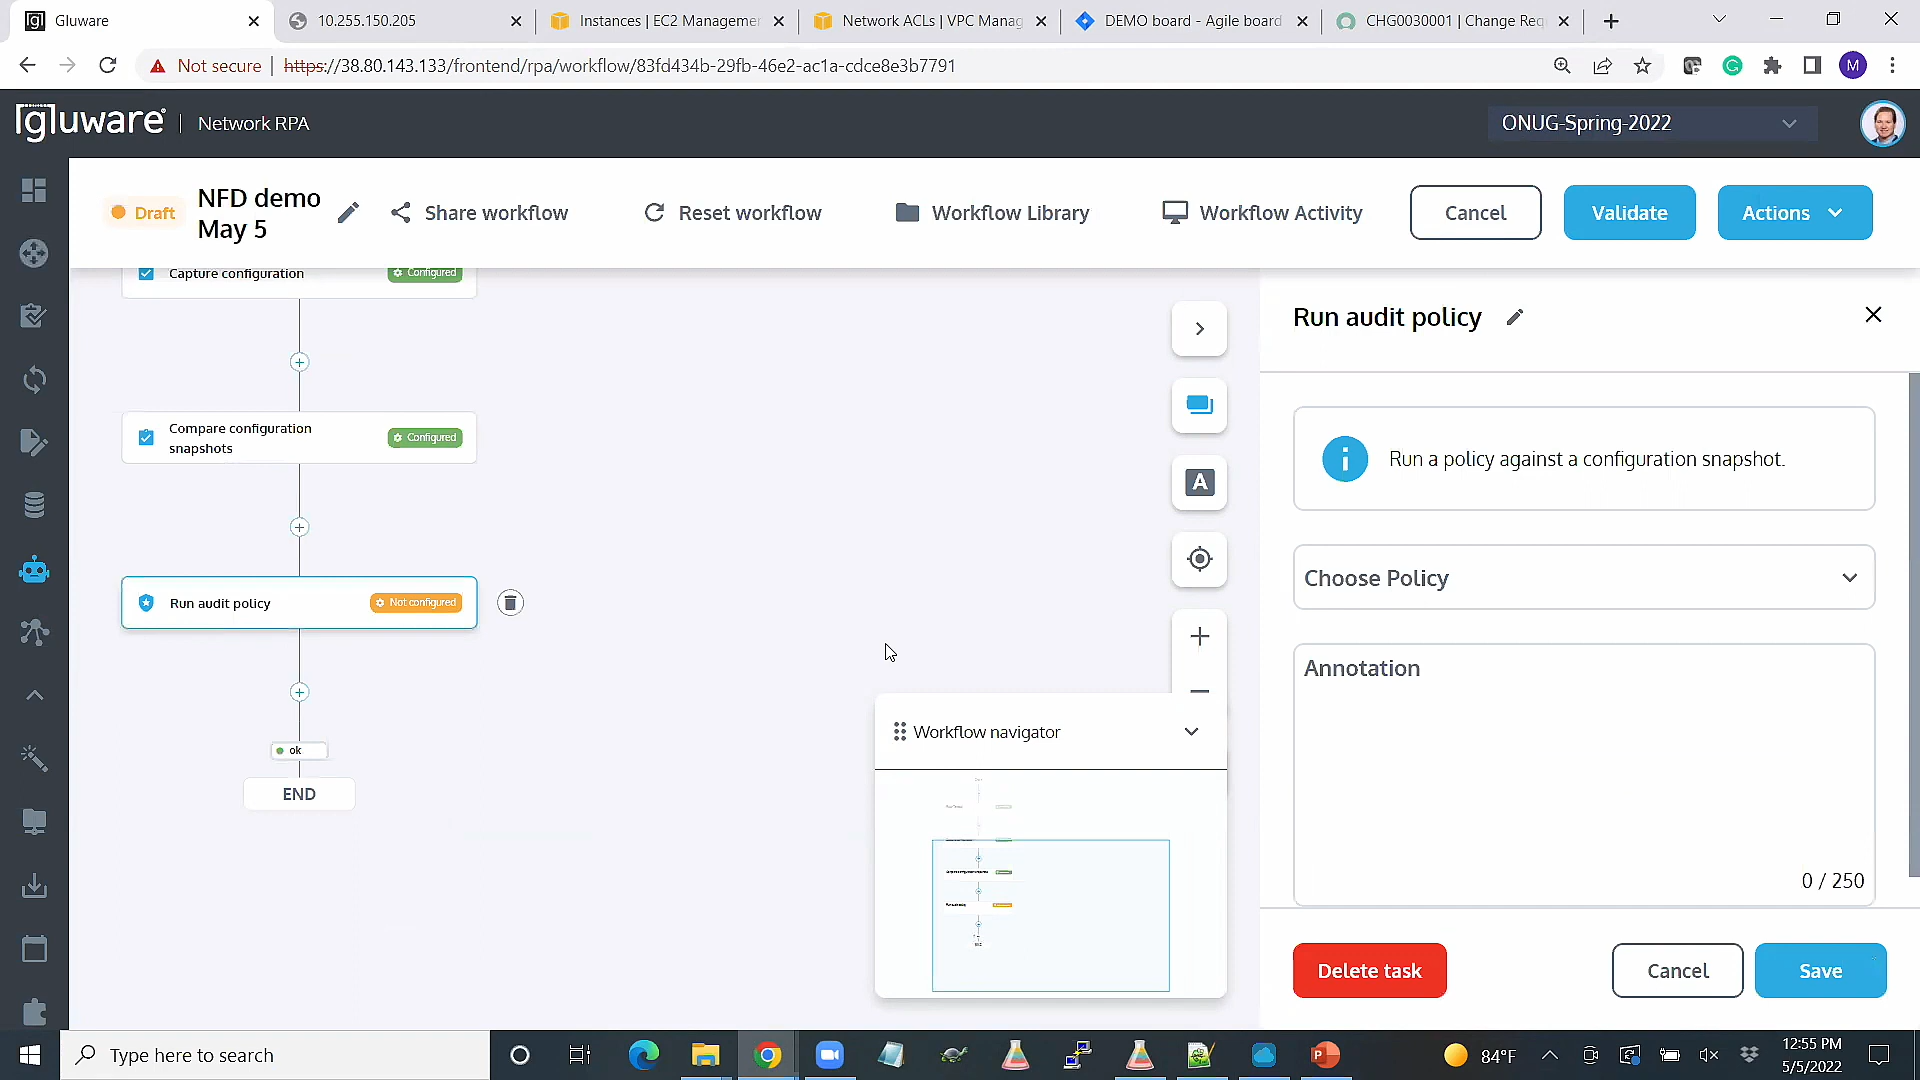 Gluware
10.255.150.205
Instances | EC2 Managemen
Network ACLs | VPC Manag
DEMO board - Agile board
CHG0030001 | Change Req
Not secure
https://38.80.143.133/frontend/rpa/workflow/83fd434b-29fb-46e2-ac1a-cdce8e3b7791
M
gluware
Network RPA
ONUG-Spring-2022
Draft
NFD demo
May 5
Share workflow
Reset workflow
Workflow Library
Workflow Activity
Cancel
Validate
Actions
Capture configuration
Configured
Run audit policy
Compare configuration
snapshots
Configured
A
Run a policy against a configuration snapshot.
Choose Policy
Run audit policy
Not configured
Annotation
ok
END
Workflow navigator
0 / 250
Delete task
Cancel
Save
Type here to search
84°F
12:55 PM
5/5/2022